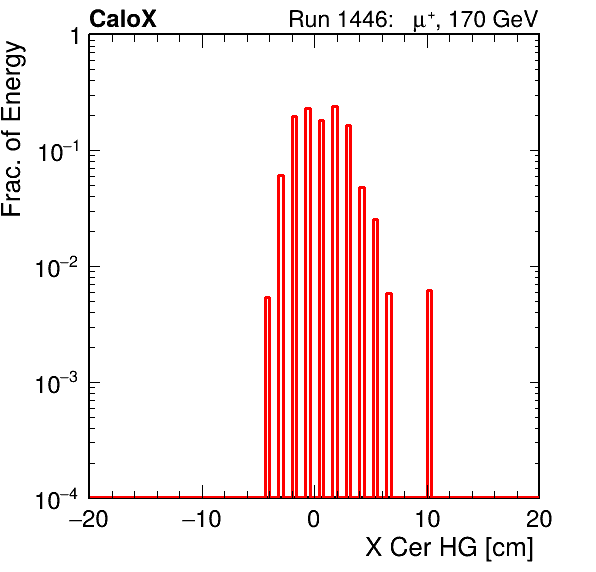 CaloX Run 1446: μ⁺, 170 GeV
Frac. of Energy
1
10⁻¹
10⁻²
10⁻³
10⁻⁴
−20 −10 0 10 20
X Cer HG [cm]